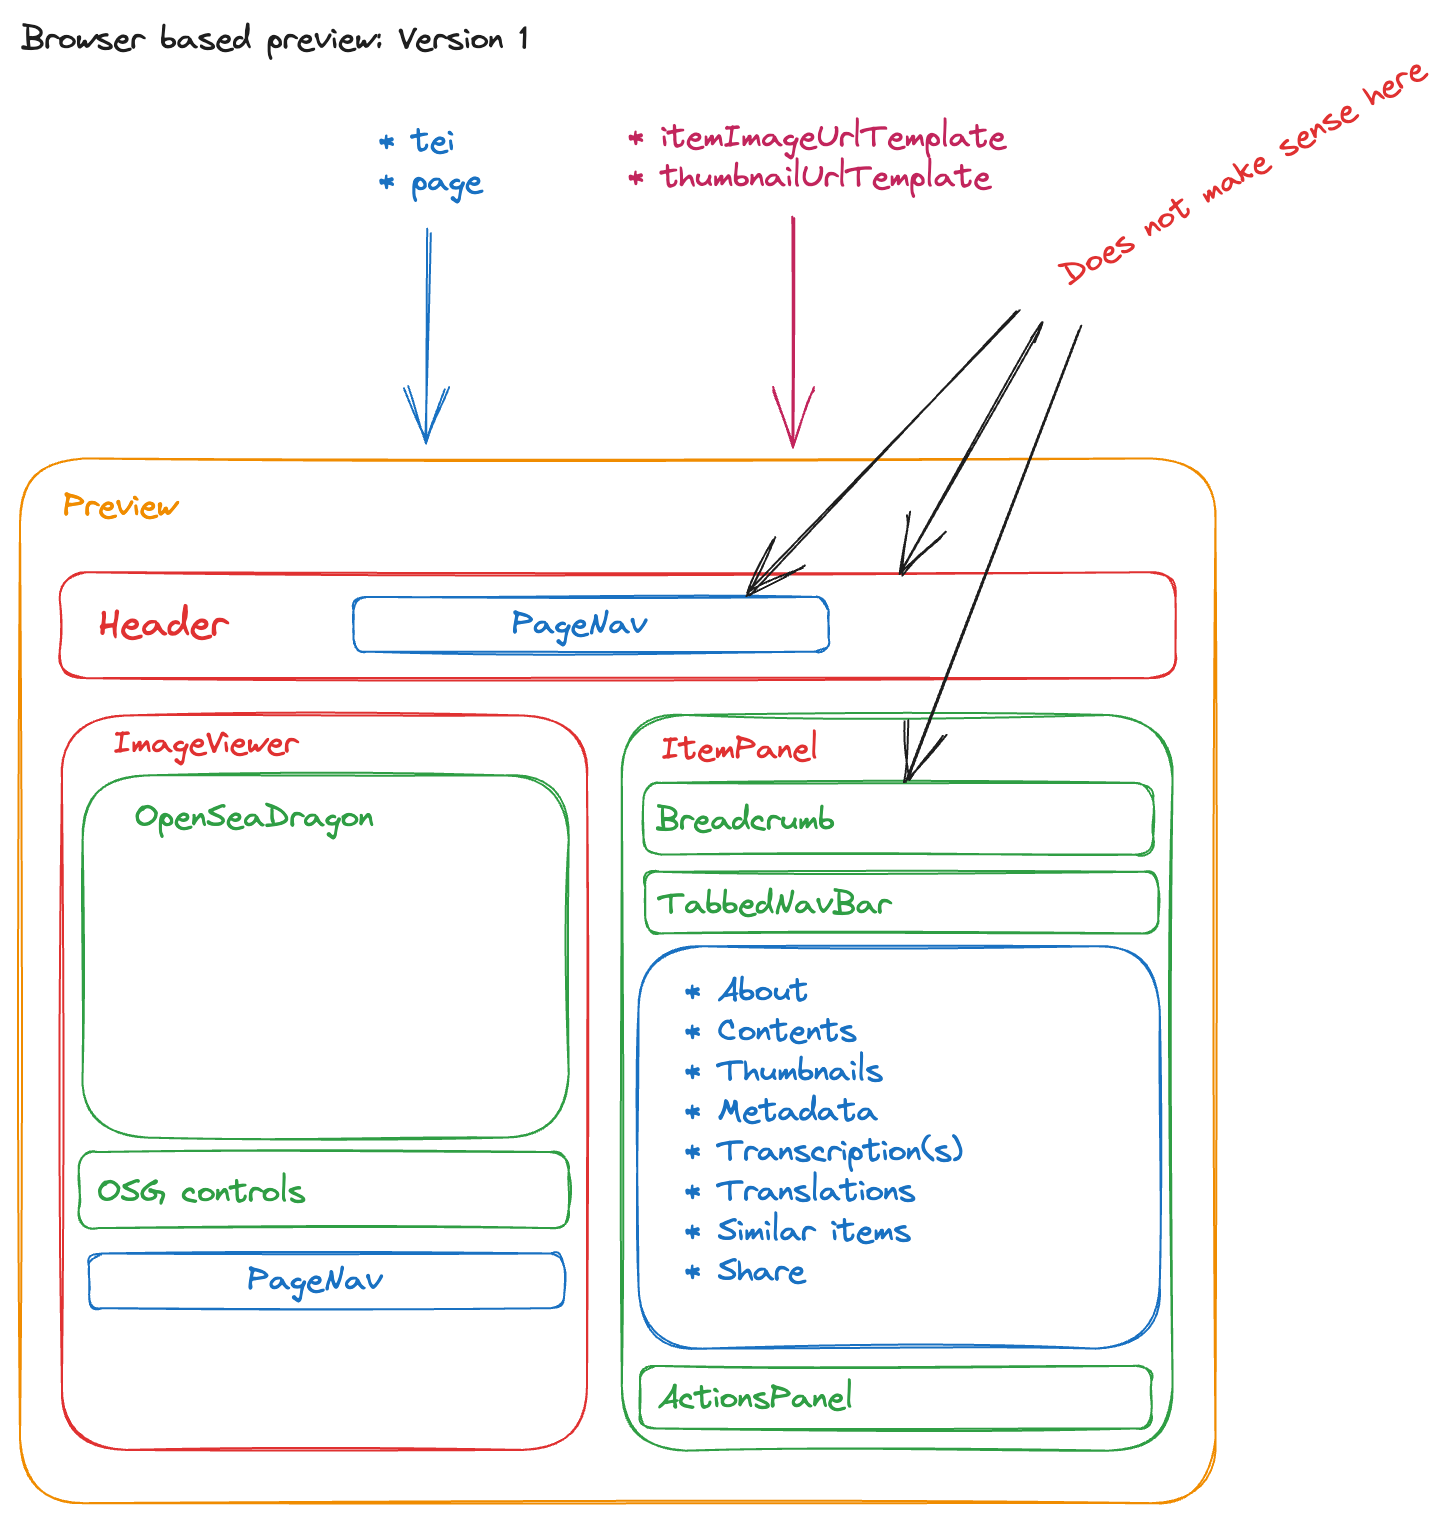 Browser based preview: Version 1
* tei
* page
* itemImageUrlTemplate
* thumbnailUrlTemplate
Does not make sense here
Preview
Header
PageNav
ImageViewer
OpenSeaDragon
OSG controls
PageNav
ItemPanel
Breadcrumb
TabbedNavBar
* About
* Contents
* Thumbnails
* Metadata
* Transcription(s)
* Translations
* Similar items
* Share
ActionsPanel